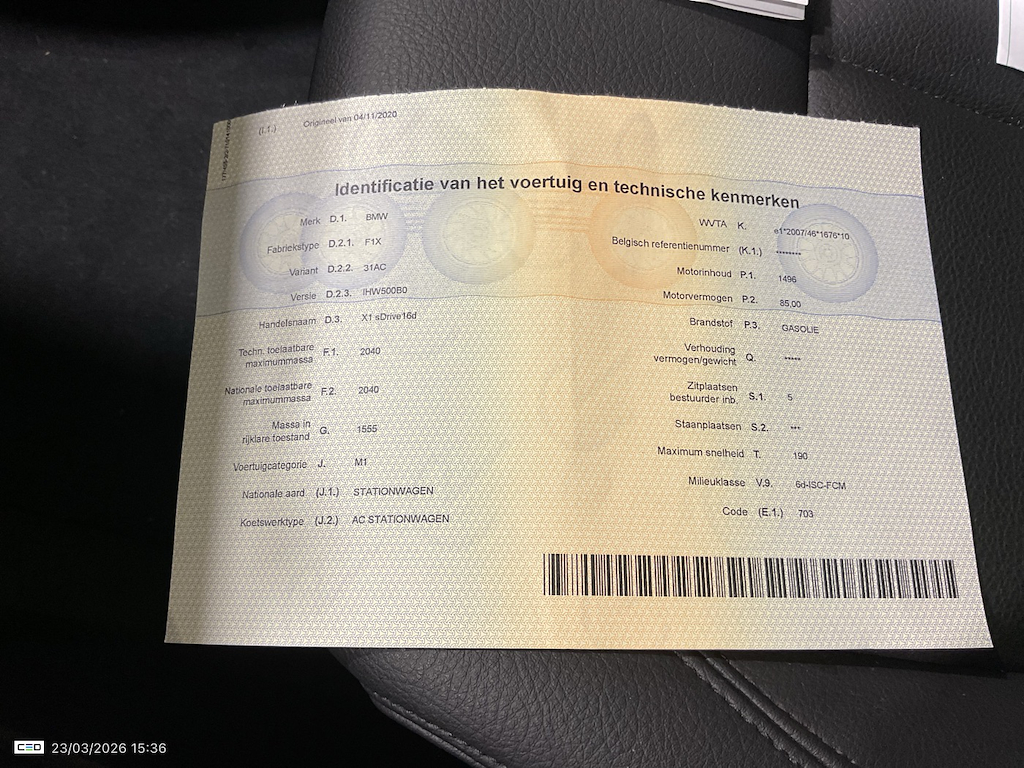 (I.1.) Origineel van 04/11/2020
Identificatie van het voertuig en technische kenmerken
Merk D.1. BMW
Fabriekstype D.2.1. F1X
Variant D.2.2. 31AC
Versie D.2.3. IHW500B0
Handelsnaam D.3. X1 sDrive16d
Techn. toelaatbare
maximummassa F.1. 2040
Nationale toelaatbare
maximummassa F.2. 2040
Massa in
rijklare toestand G. 1555
Voertuigcategorie J. M1
Nationale aard (J.1.) STATIONWAGEN
Koetswerktype (J.2.) AC STATIONWAGEN
WVTA K. e1*2007/46*1676*10
Belgisch referentienummer (K.1.) ********
Motorinhoud P.1. 1496
Motorvermogen P.2. 85,00
Brandstof P.3. GASOLIE
Verhouding
vermogen/gewicht Q. *****
Zitplaatsen
bestuurder inb. S.1. 5
Staanplaatsen S.2. ***
Maximum snelheid T. 190
Milieuklasse V.9. 6d-ISC-FCM
Code (E.1.) 703
CEO 23/03/2026 15:36